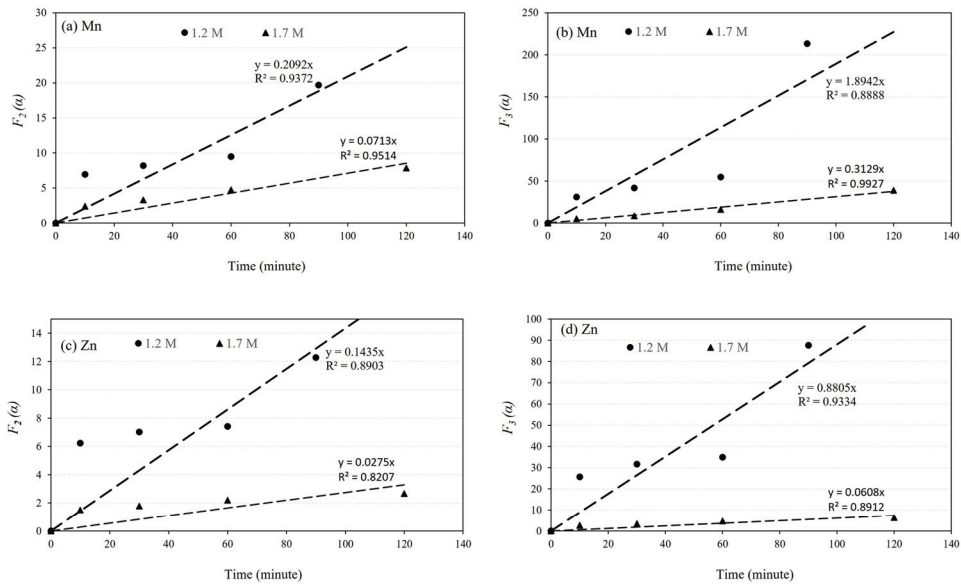 (a) Mn
1.2 M
1.7 M
30
25
20
15
10
5
0
F₂ (α)
y = 0.2092x
R² = 0.9372
y = 0.0713x
R² = 0.9514
0 20 40 60 80 100 120 140
Time (minute)
(b) Mn
1.2 M
1.7 M
250
200
150
100
50
0
F₃ (α)
y = 1.8942x
R² = 0.8888
y = 0.3129x
R² = 0.9927
0 20 40 60 80 100 120 140
Time (minute)
(c) Zn
1.2 M
1.7 M
14
12
10
8
6
4
2
0
F₂ (α)
y = 0.1435x
R² = 0.8903
y = 0.0275x
R² = 0.8207
0 20 40 60 80 100 120 140
Time (minute)
(d) Zn
1.2 M
1.7 M
100
90
80
70
60
50
40
30
20
10
0
F₃ (α)
y = 0.8805x
R² = 0.9334
y = 0.0608x
R² = 0.8912
0 20 40 60 80 100 120 140
Time (minute)